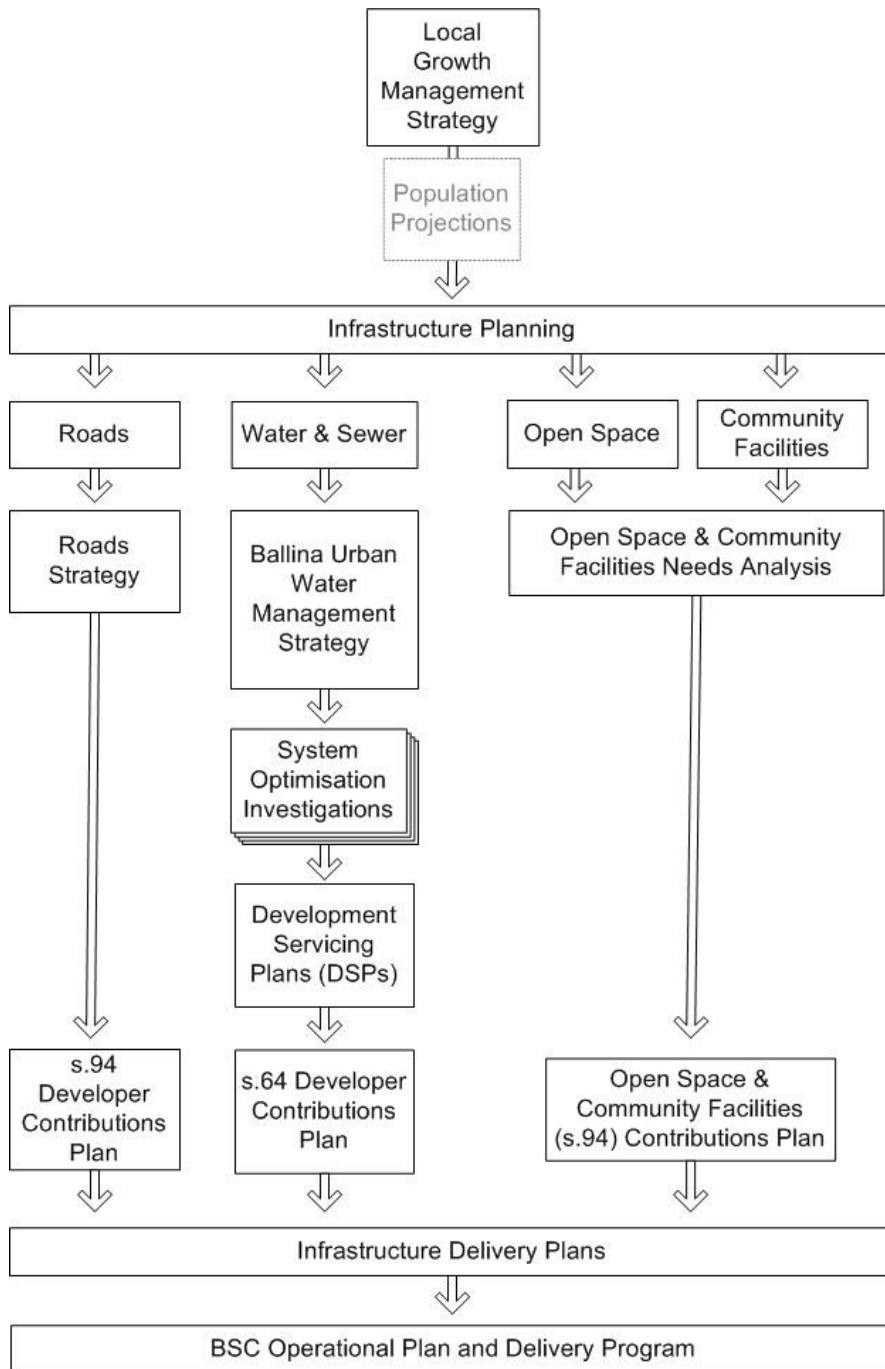 Local
Growth
Management
Strategy
Population
Projections
Infrastructure Planning
Roads
Water & Sewer
Open Space
Community
Facilities
Roads
Strategy
Ballina Urban
Water
Management
Strategy
Open Space & Community
Facilities Needs Analysis
System
Optimisation
Investigations
Development
Servicing
Plans (DSPs)
s.94
Developer
Contributions
Plan
s.64 Developer
Contributions
Plan
Open Space &
Community Facilities
(s.94) Contributions Plan
Infrastructure Delivery Plans
BSC Operational Plan and Delivery Program